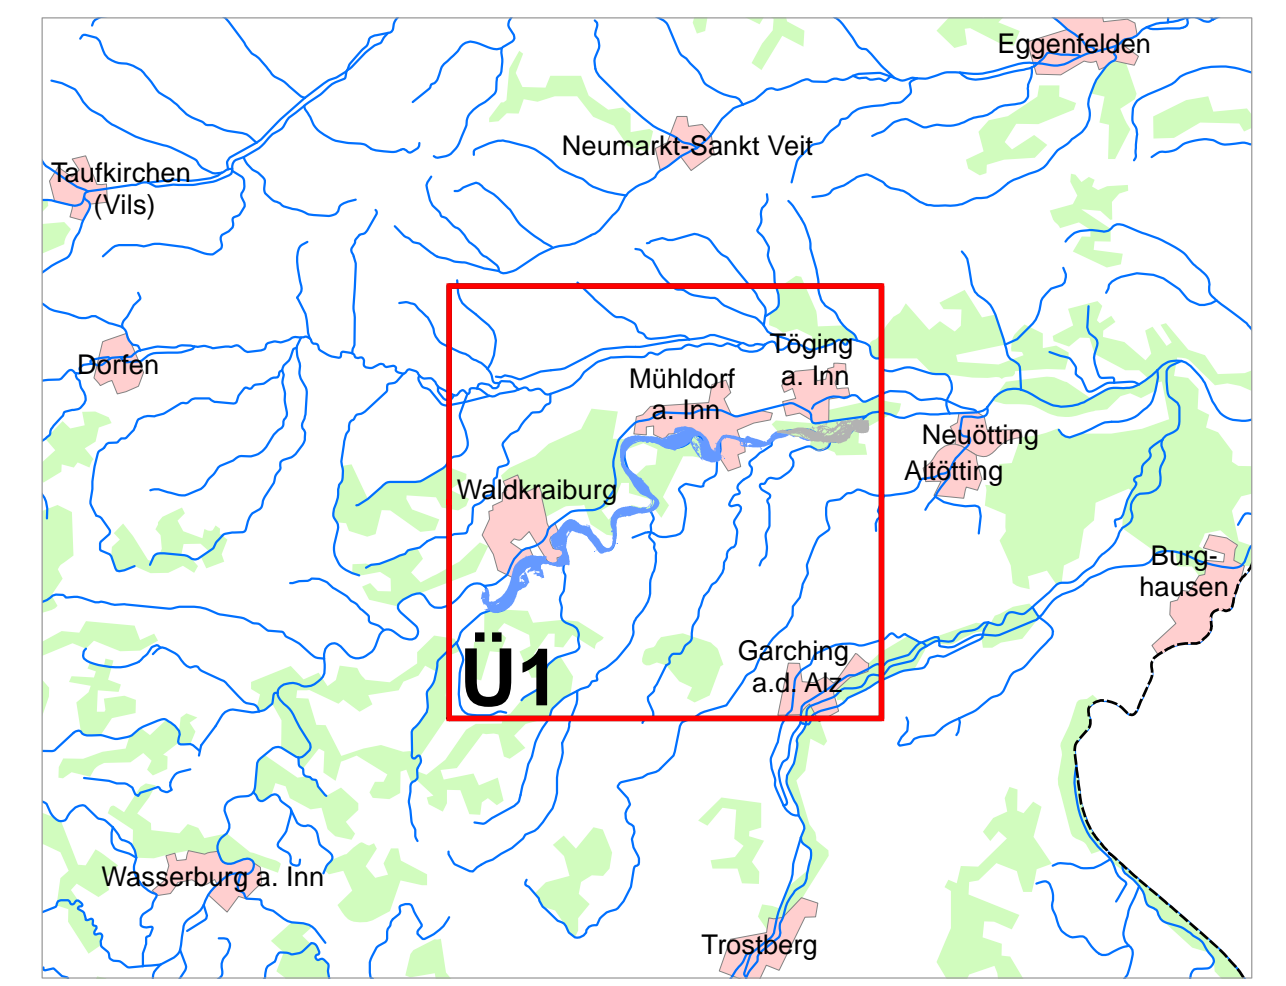 Eggenfelden
Neumarkt-Sankt Veit
Taufkirchen
(Vils)
Dorfen
Töging
a. Inn
Mühldorf
a. Inn
Neuötting
Altötting
Waldkraiburg
Burg-
hausen
Garching
a.d. Alz
Ü1
Wasserburg a. Inn
Trostberg